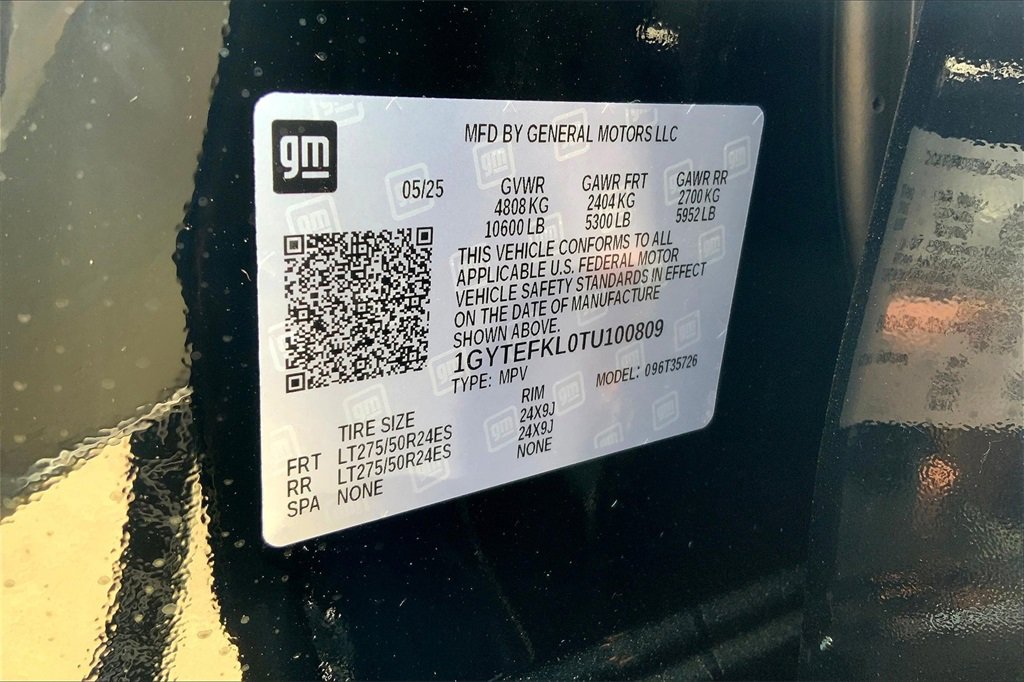 gm
MFD BY GENERAL MOTORS LLC
05/25
GVWR GAWR FRT GAWR RR
4808 KG 2404 KG 2700 KG
10600 LB 5300 LB 5952 LB
THIS VEHICLE CONFORMS TO ALL
APPLICABLE U.S. FEDERAL MOTOR
VEHICLE SAFETY STANDARDS IN EFFECT
ON THE DATE OF MANUFACTURE
SHOWN ABOVE.
1GYTEFKL0TU100809
TYPE: MPV MODEL: 096T35726
TIRE SIZE RIM
FRT LT275/50R24ES 24X9J
RR LT275/50R24ES 24X9J
SPA NONE NONE